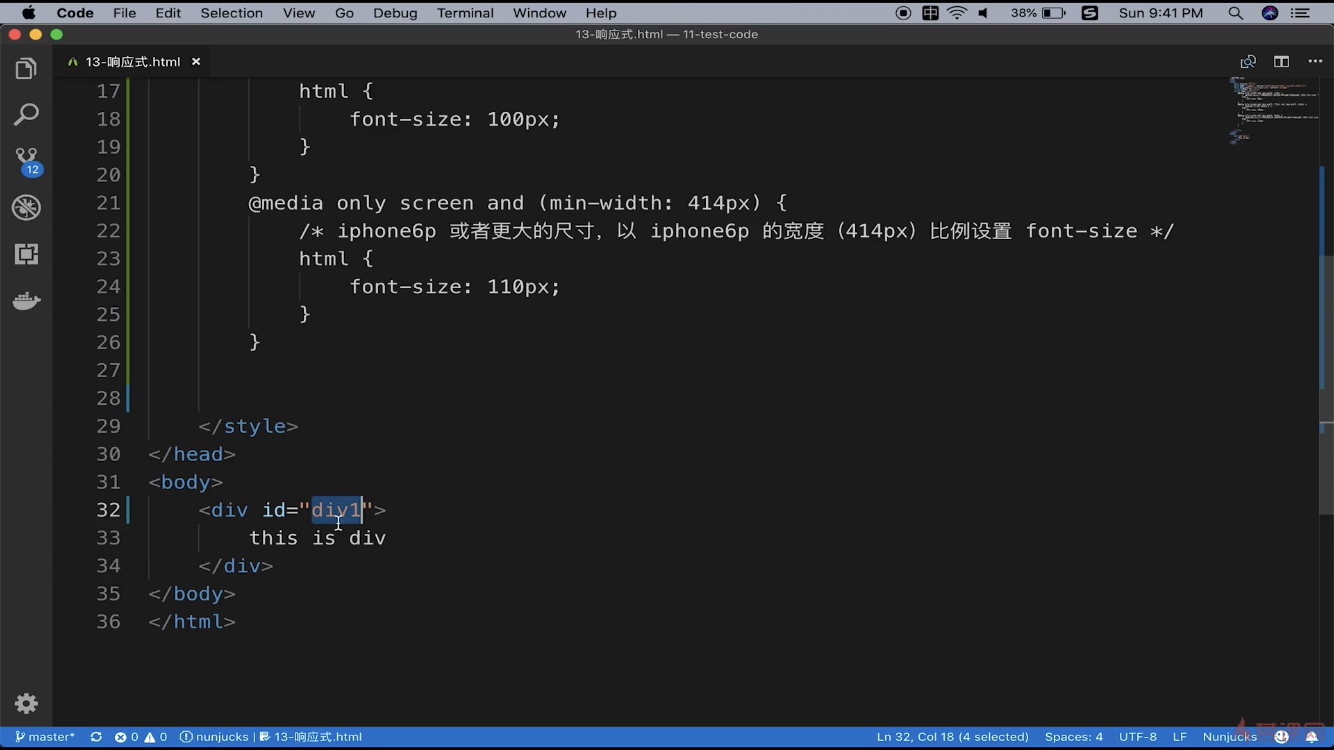 Code File Edit Selection View Go Debug Terminal Window Help 中 38% S Sun 9:41 PM
13-响应式.html — 11-test-code
13-响应式.html ×
17 html {
18 font-size: 100px;
19 }
20 }
21 @media only screen and (min-width: 414px) {
22 /* iphone6p 或者更大的尺寸，以 iphone6p 的宽度（414px）比例设置 font-size */
23 html {
24 font-size: 110px;
25 }
26 }
27
28
29 </style>
30 </head>
31 <body>
32 <div id="div1">
33 this is div
34 </div>
35 </body>
36 </html>
12
master* 0 0 nunjucks | 13-响应式.html Ln 32, Col 18 (4 selected) Spaces: 4 UTF-8 LF Nunjucks